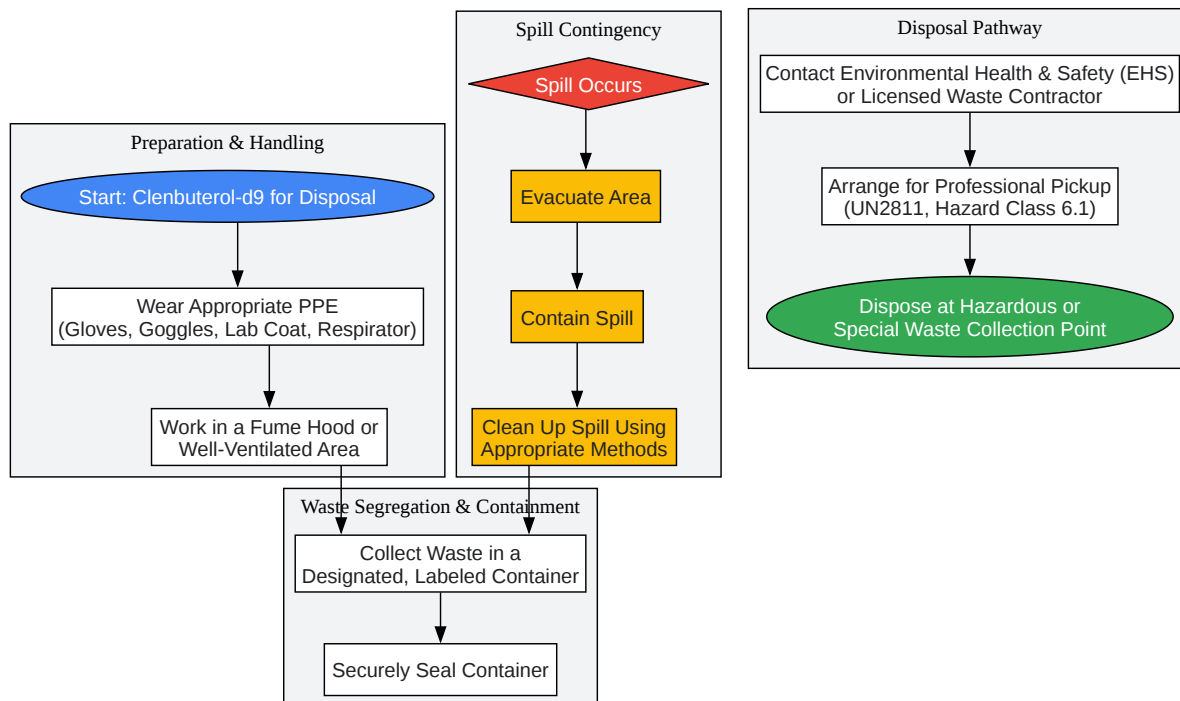 Preparation & Handling
Start: Clenbuterol-d9 for Disposal
Wear Appropriate PPE
(Gloves, Goggles, Lab Coat, Respirator)
Work in a Fume Hood or
Well-Ventilated Area
Spill Contingency
Spill Occurs
Evacuate Area
Contain Spill
Clean Up Spill Using
Appropriate Methods
Waste Segregation & Containment
Collect Waste in a
Designated, Labeled Container
Securely Seal Container
Disposal Pathway
Contact Environmental Health & Safety (EHS)
or Licensed Waste Contractor
Arrange for Professional Pickup
(UN2811, Hazard Class 6.1)
Dispose at Hazardous or
Special Waste Collection Point